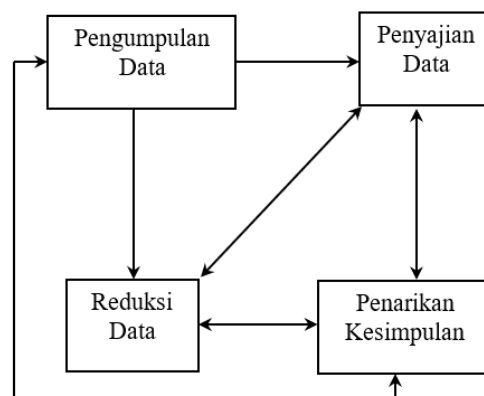 Pengumpulan
Data
Penyajian
Data
Reduksi
Data
Penarikan
Kesimpulan